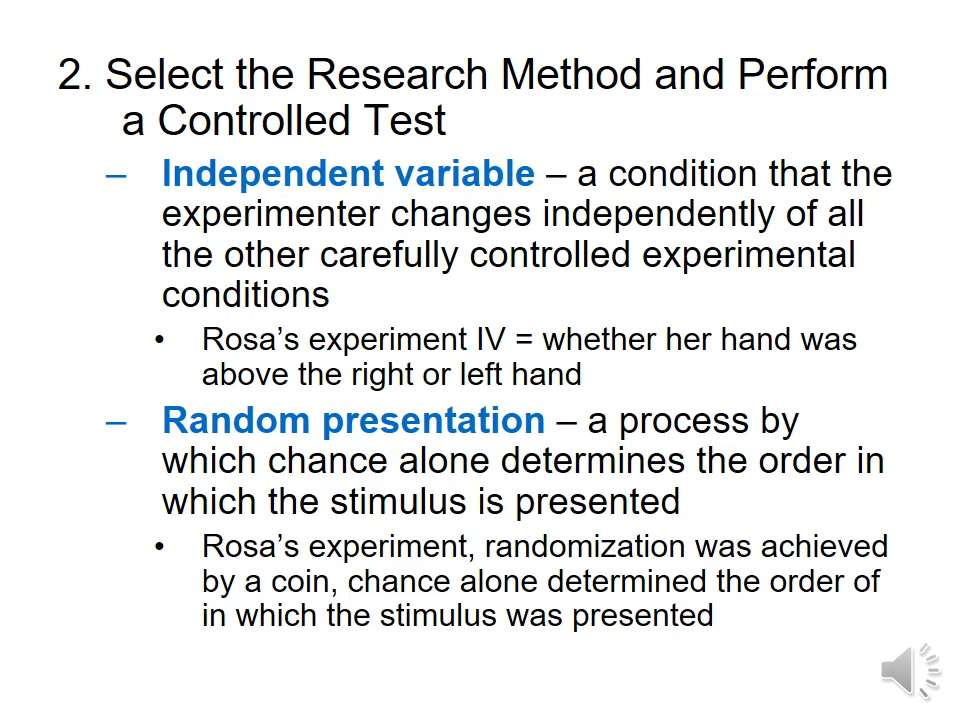 2. Select the Research Method and Perform
a Controlled Test
– Independent variable – a condition that the
experimenter changes independently of all
the other carefully controlled experimental
conditions
• Rosa’s experiment IV = whether her hand was
above the right or left hand
– Random presentation – a process by
which chance alone determines the order in
which the stimulus is presented
• Rosa’s experiment, randomization was achieved
by a coin, chance alone determined the order of
in which the stimulus was presented